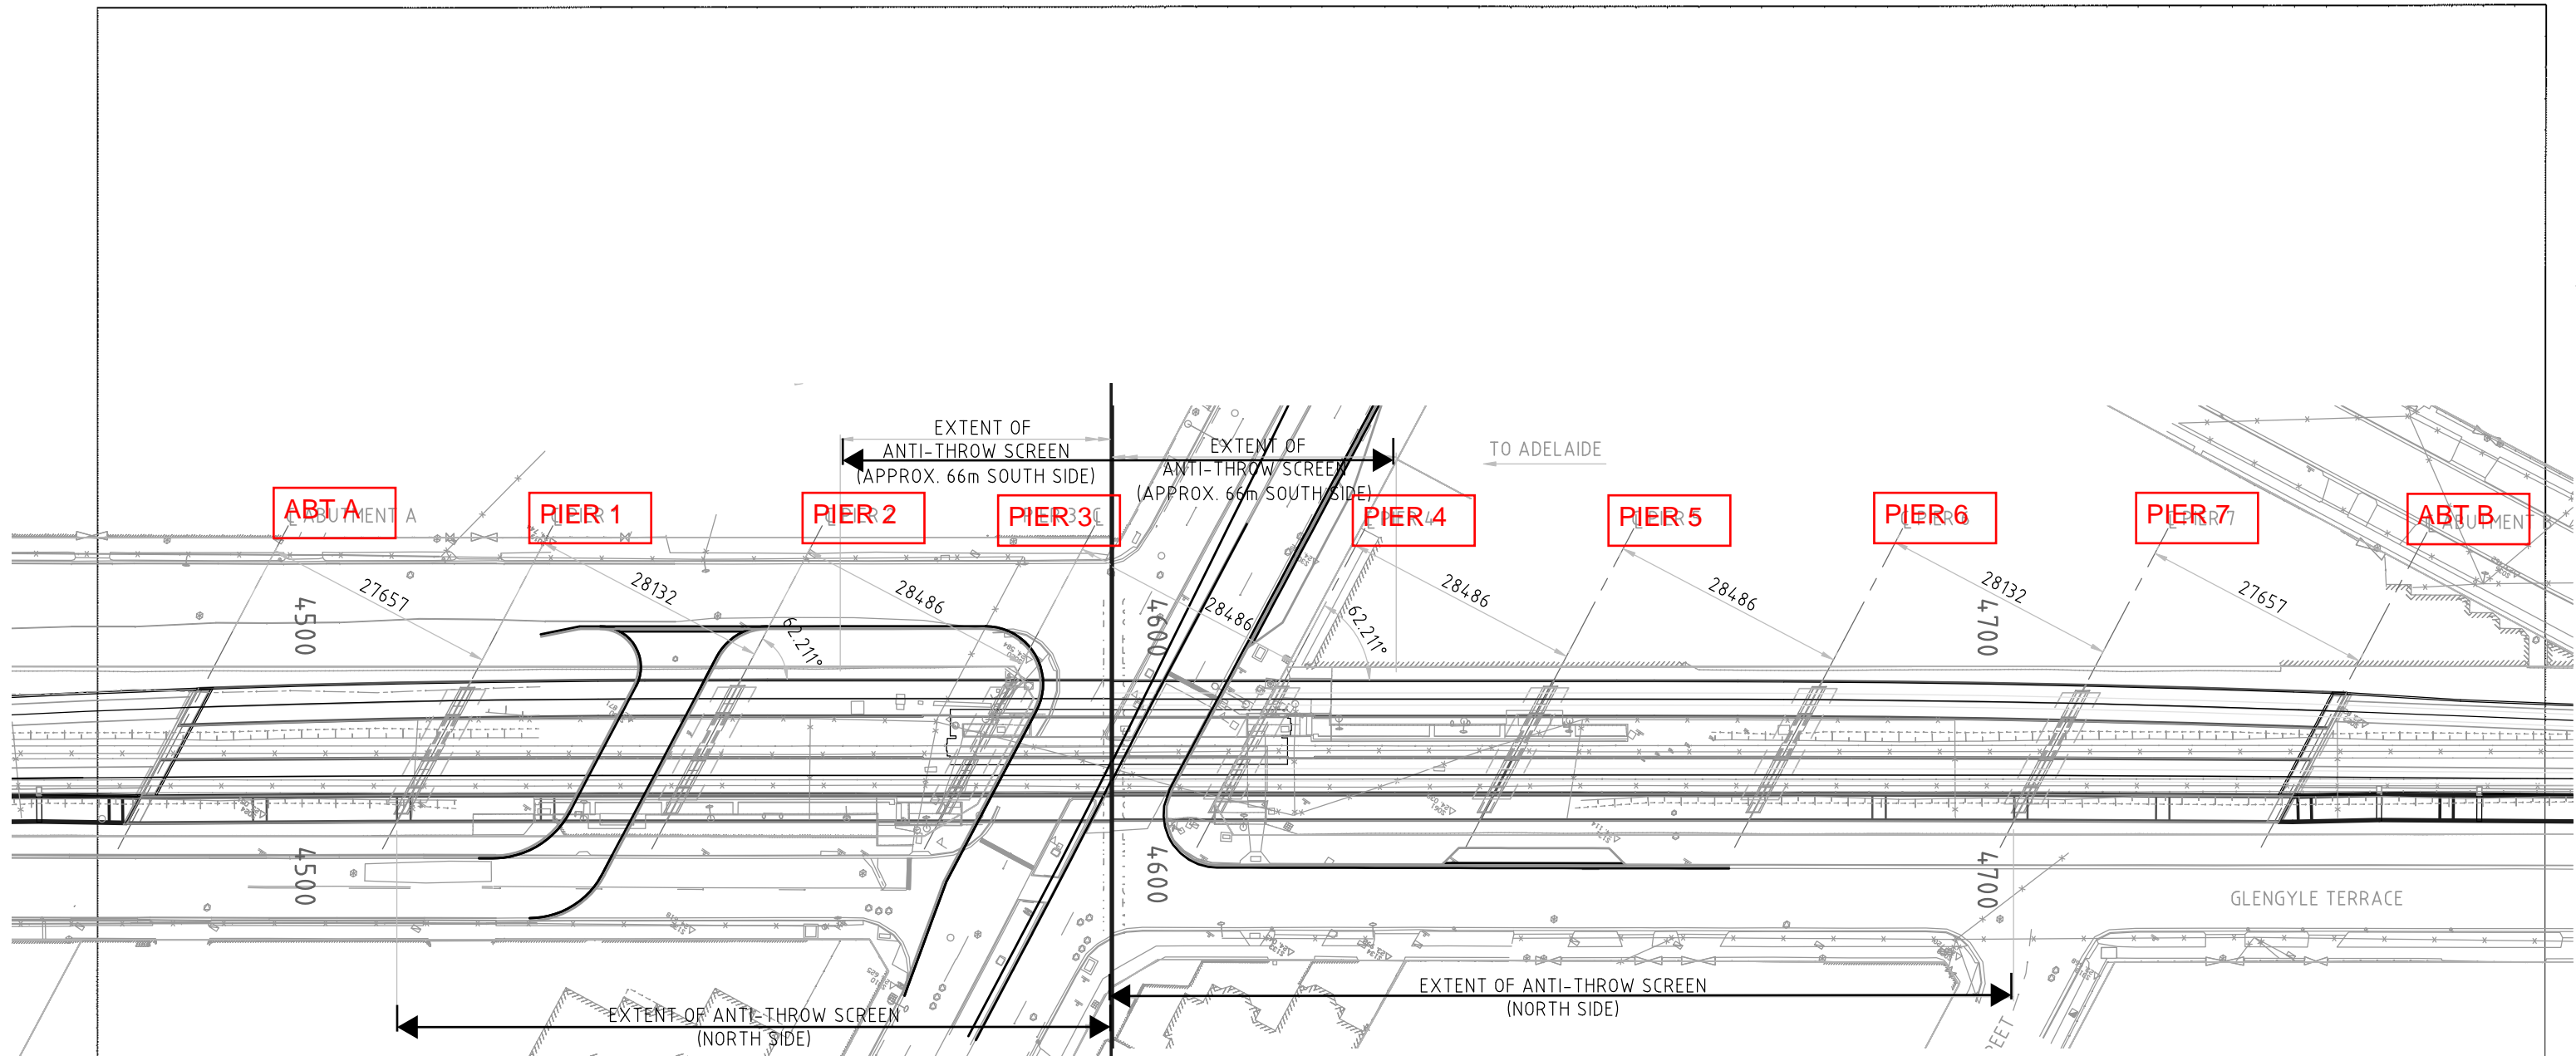 EXTENT OF
ANTI-THROW SCREEN
(APPROX. 66m SOUTH SIDE)
EXTENT OF
ANTI-THROW SCREEN
(APPROX. 66m SOUTH SIDE)
TO ADELAIDE
ABT A
ABUTMENT A
PIER 1
PIER 2
PIER 3
PIER 4
PIER 5
PIER 6
PIER 7
ABT B
27657
28132
28486
28486
28486
28486
28132
27657
62.211°
62.211°
4500
4600
4700
4500
4600
4700
GLENGYLE TERRACE
EXTENT OF ANTI-THROW SCREEN
(NORTH SIDE)
EXTENT OF ANTI-THROW SCREEN
(NORTH SIDE)